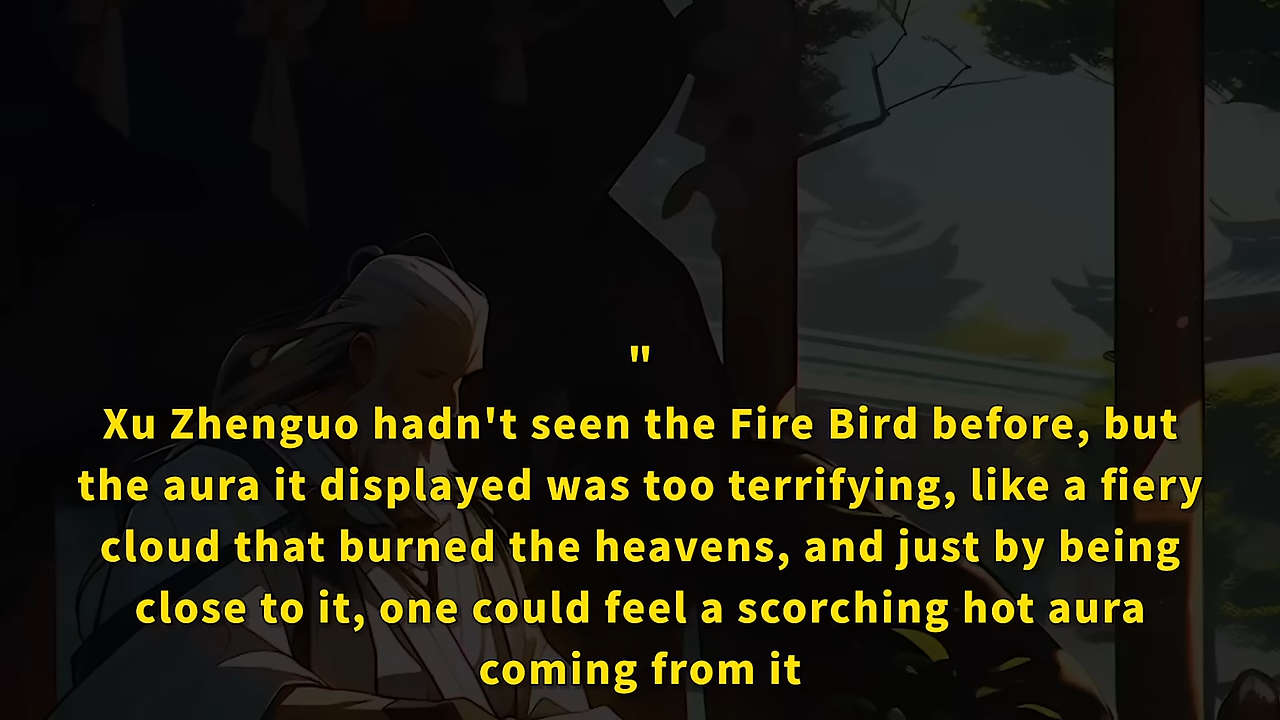 "
Xu Zhenguo hadn't seen the Fire Bird before, but
the aura it displayed was too terrifying, like a fiery
cloud that burned the heavens, and just by being
close to it, one could feel a scorching hot aura
coming from it